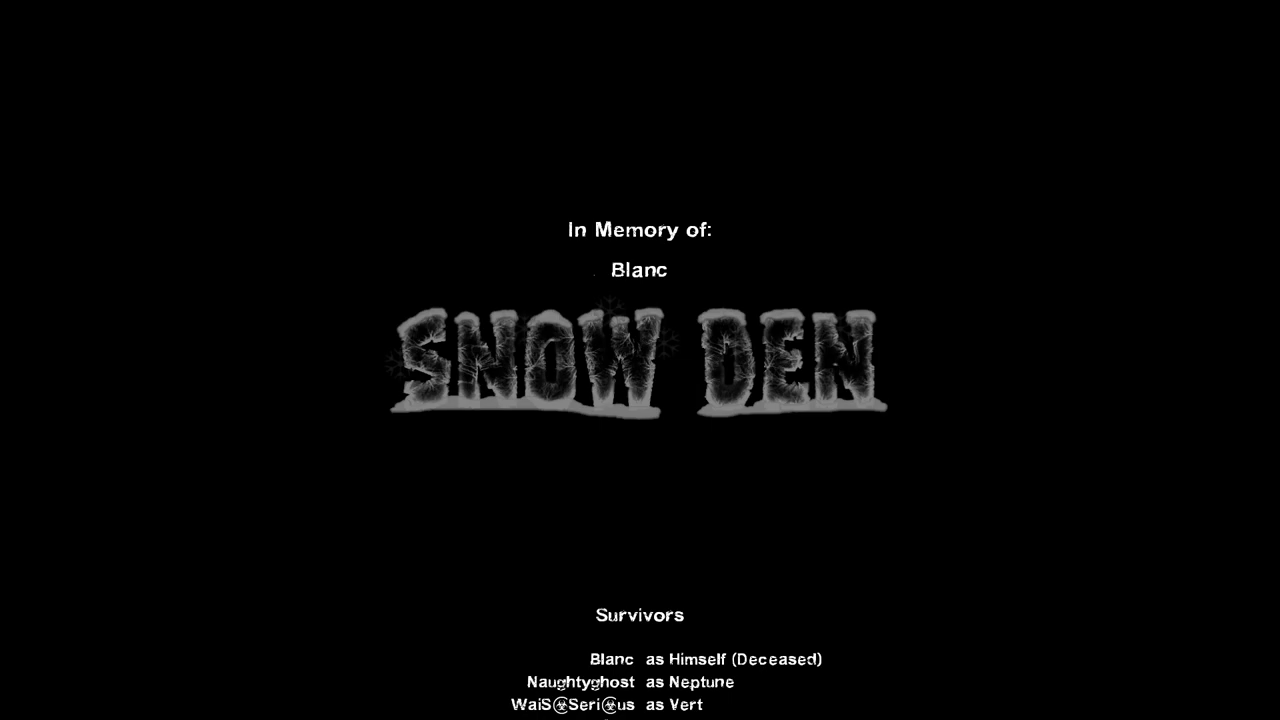 In Memory of:
Blanc
SNOW DEN
Survivors
Blanc as Himself (Deceased)
Naughtyghost as Neptune
WaiS☣Seri☣us as Vert